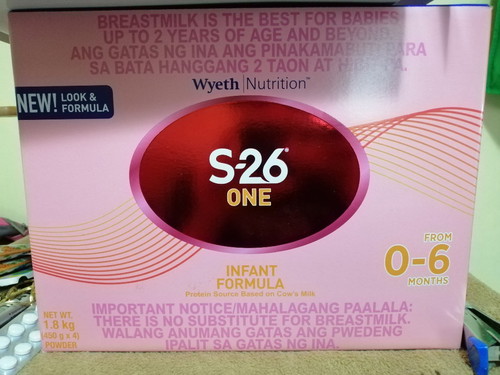 BREASTMILK IS THE BEST FOR BABIES
UP TO 2 YEARS OF AGE AND BEYOND.
ANG GATAS NG INA ANG PINAKAMABUTI PARA
SA BATA HANGGANG 2 TAON AT HIGIT PA.
Wyeth | Nutrition™
NEW! LOOK &
FORMULA
S-26®
ONE
INFANT
FORMULA
Protein Source Based on Cow's Milk
FROM
0-6
MONTHS
NET WT.
1.8 kg
(450 g x 4)
POWDER
IMPORTANT NOTICE/MAHALAGANG PAALALA:
THERE IS NO SUBSTITUTE FOR BREASTMILK.
WALANG ANUMANG GATAS ANG PWEDENG
IPALIT SA GATAS NG INA.